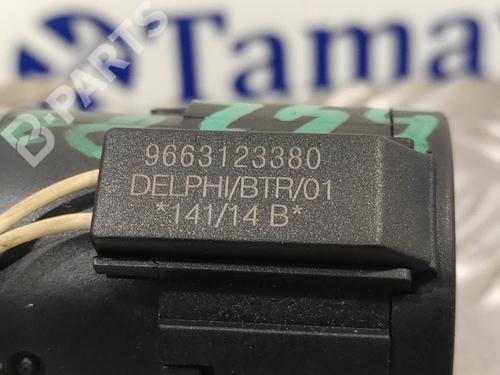 Tama
B-PARTS
9663123380
DELPHI/BTR/01
*141/14 B*